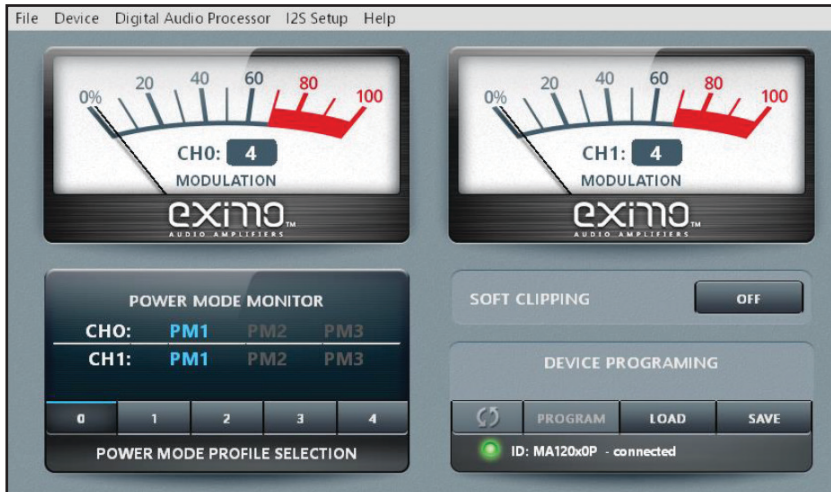 File Device Digital Audio Processor I2S Setup Help
0% 20 40 60 80 100
CH0: 4
MODULATION
eximo™
AUDIO AMPLIFIERS
0% 20 40 60 80 100
CH1: 4
MODULATION
eximo™
AUDIO AMPLIFIERS
POWER MODE MONITOR
CH0: PM1 PM2 PM3
CH1: PM1 PM2 PM3
0 1 2 3 4
POWER MODE PROFILE SELECTION
SOFT CLIPPING OFF
DEVICE PROGRAMING
PROGRAM LOAD SAVE
ID: MA120x0P - connected